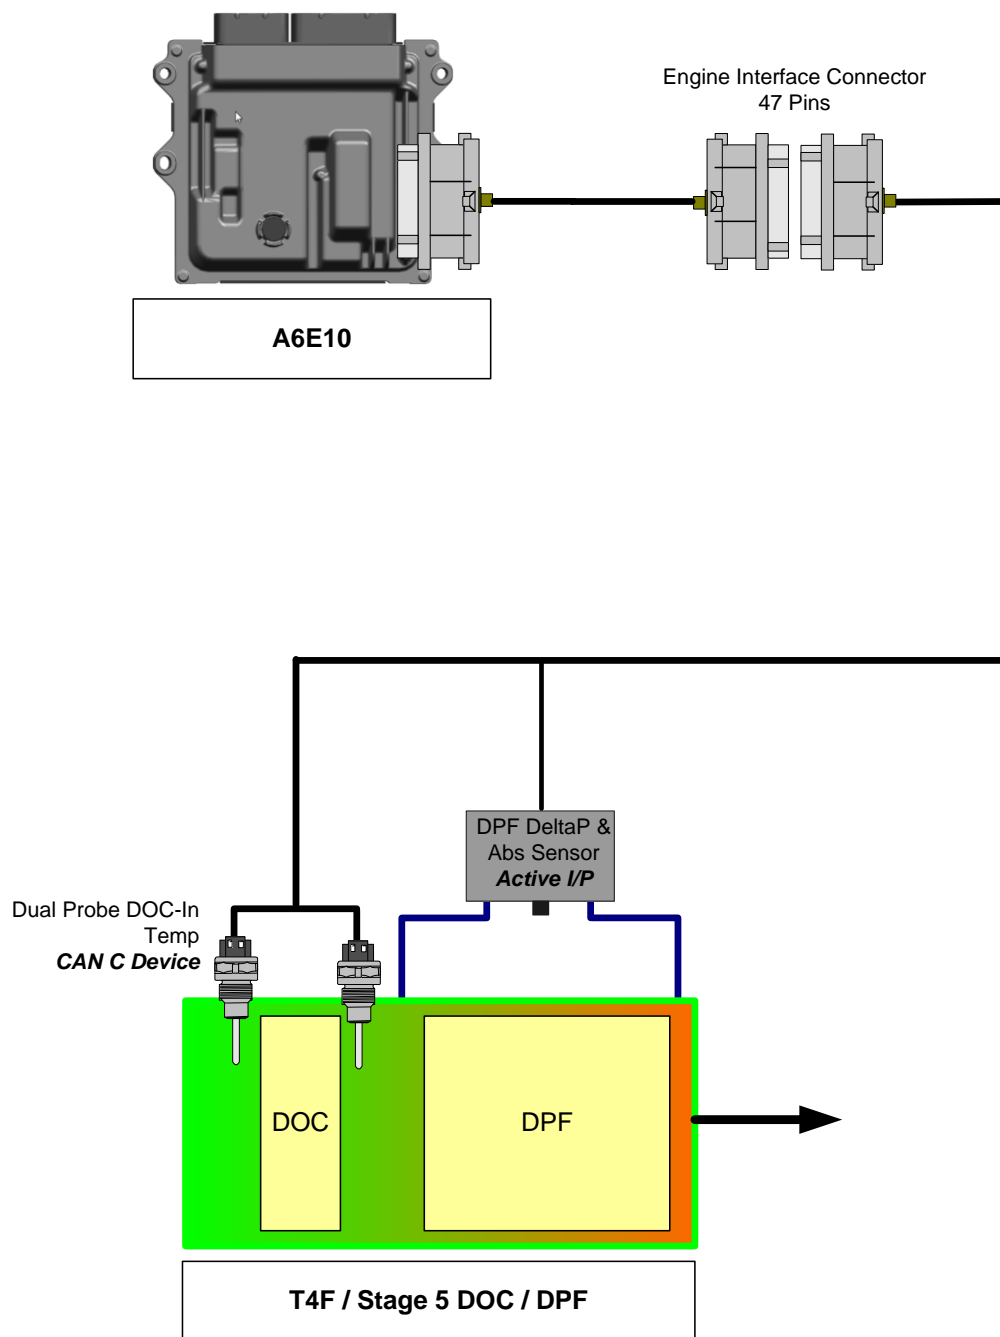 Engine Interface Connector
47 Pins
A6E10
DPF DeltaP &
Abs Sensor
Active I/P
Dual Probe DOC-In
Temp
CAN C Device
DOC
DPF
T4F / Stage 5 DOC / DPF